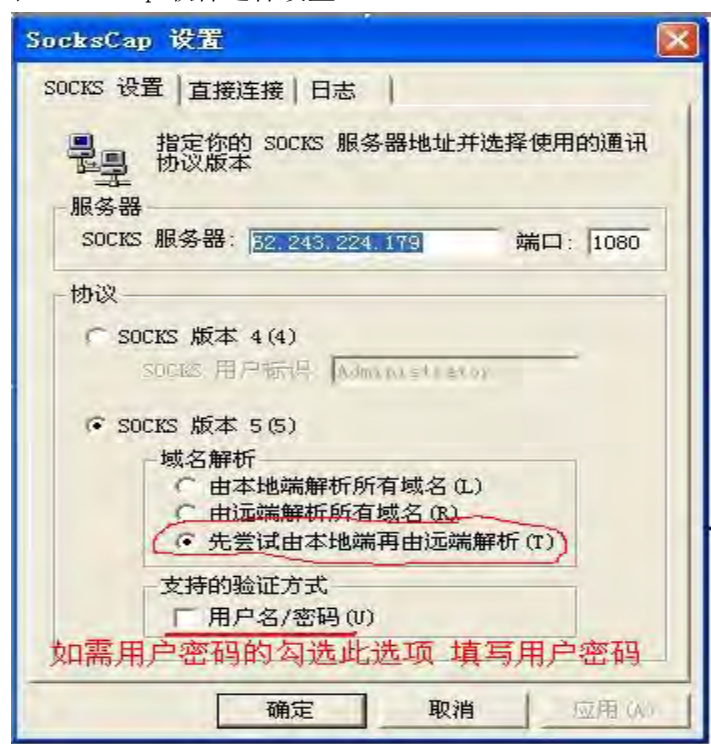 SocksCap 设置
SOCKS 设置 直接连接 日志
指定你的 SOCKS 服务器地址并选择使用的通讯
协议版本
服务器
SOCKS 服务器: 62.243.224.179 端口: 1080
协议
SOCKS 版本 4(4)
SOCKS 用户标识: Administrator
SOCKS 版本 5(5)
域名解析
由本地端解析所有域名(L)
由远端解析所有域名(R)
先尝试由本地端再由远端解析(T)
支持的验证方式
用户名/密码(U)
如需用户密码的勾选此选项 填写用户密码
确定 取消 应用(A)